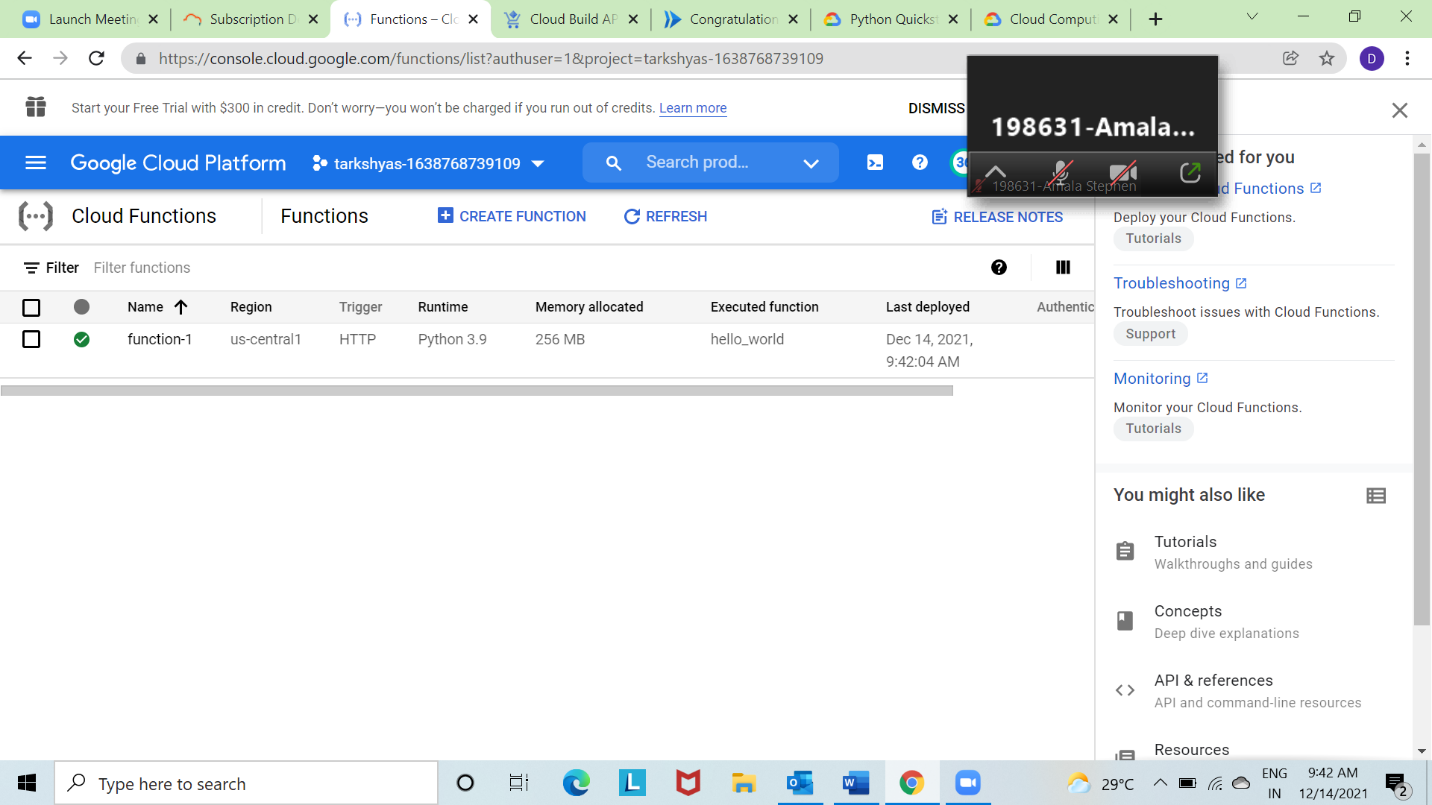 Launch Meetin
Subscription D
Functions – Clo
Cloud Build AP
Congratulation
Python Quickst
Cloud Comput
https://console.cloud.google.com/functions/list?authuser=1&project=tarkshyas-1638768739109
D
Start your Free Trial with $300 in credit. Don't worry—you won't be charged if you run out of credits. Learn more
DISMISS
198631-Amala...
198631-Amala Stephen
Google Cloud Platform
tarkshyas-1638768739109
Search prod...
ed for you
d Functions
Cloud Functions
Functions
CREATE FUNCTION
REFRESH
RELEASE NOTES
Deploy your Cloud Functions.
Tutorials
Filter Filter functions
Name Region Trigger Runtime Memory allocated Executed function Last deployed Authentic
function-1 us-central1 HTTP Python 3.9 256 MB hello_world Dec 14, 2021,
9:42:04 AM
Troubleshooting
Troubleshoot issues with Cloud Functions.
Support
Monitoring
Monitor your Cloud Functions.
Tutorials
You might also like
Tutorials
Walkthroughs and guides
Concepts
Deep dive explanations
API & references
API and command-line resources
Resources
Type here to search
L
W
29°C
ENG
IN
9:42 AM
12/14/2021
2